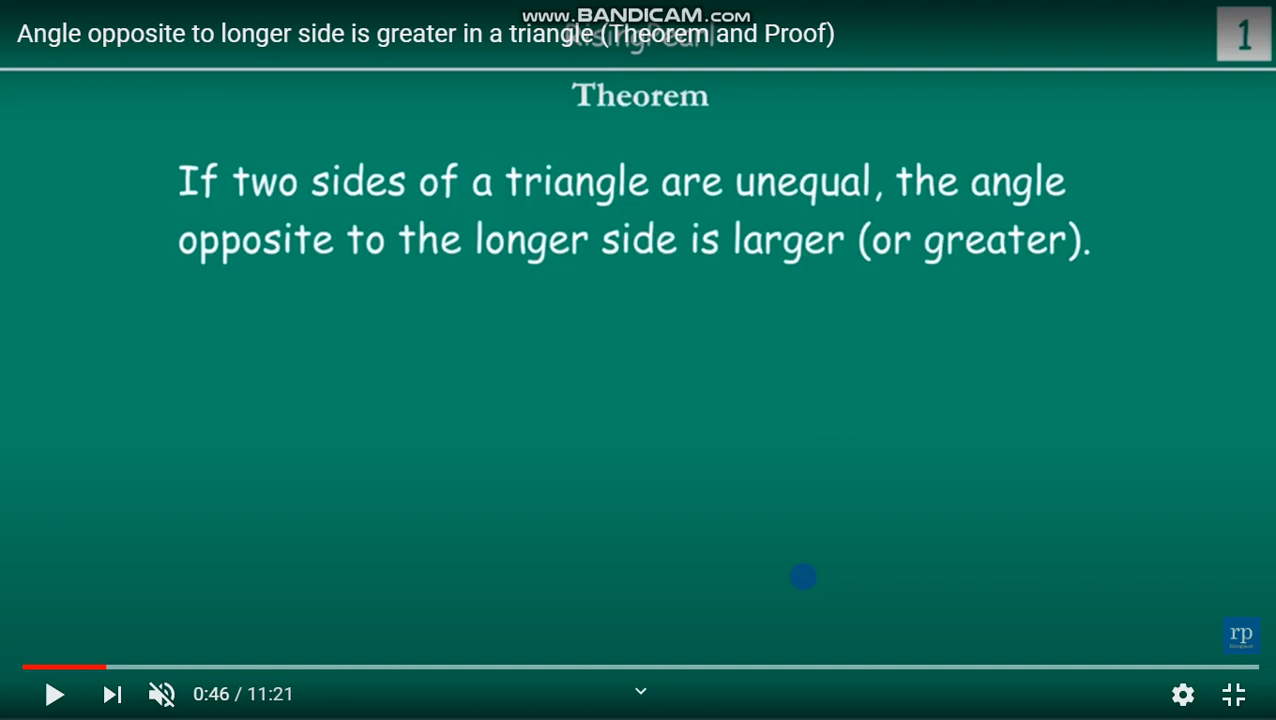 www.BANDICAM.com
Angle opposite to longer side is greater in a triangle (Theorem and Proof)
RisingPearl
1
Theorem
If two sides of a triangle are unequal, the angle
opposite to the longer side is larger (or greater).
rp
0:46 / 11:21